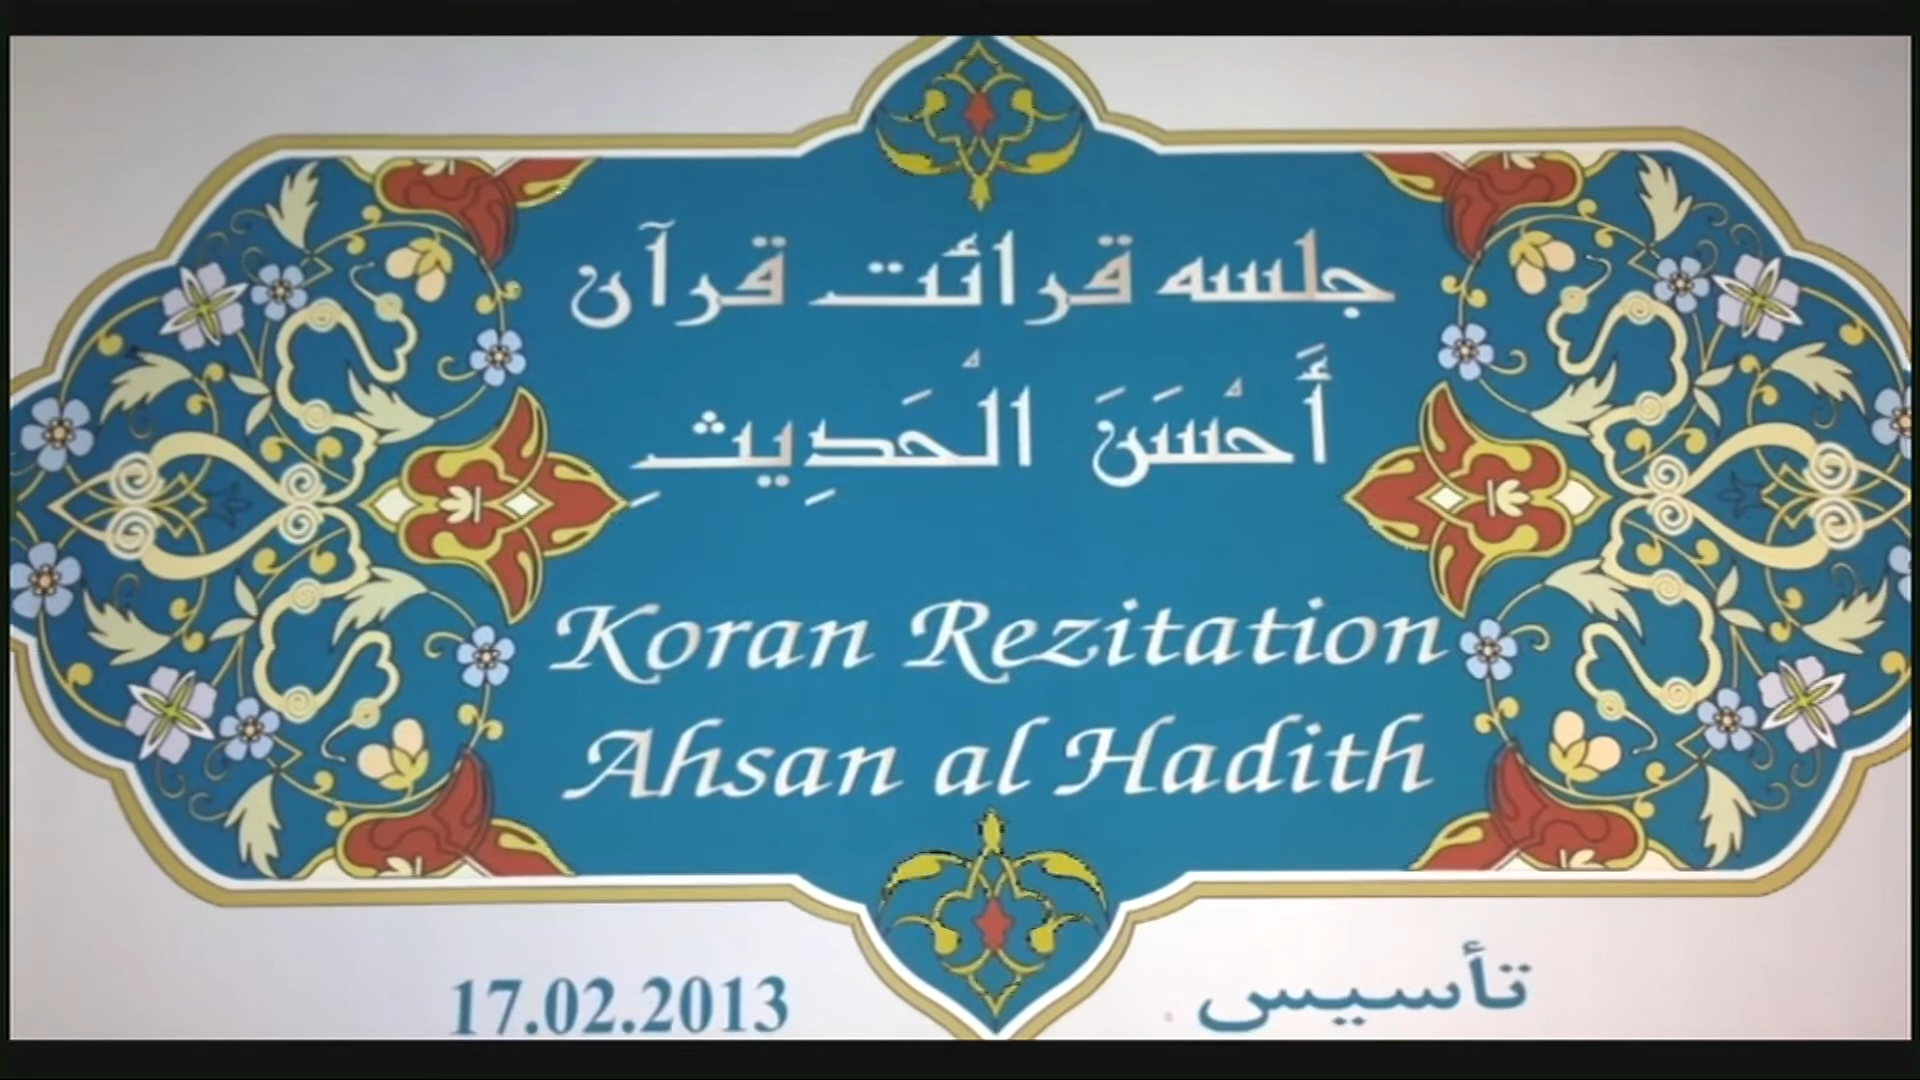 جلسه قرائت قرآن
أَحْسَنَ الْحَدِيثِ
Koran Rezitation
Ahsan al Hadith
تأسیس 17.02.2013